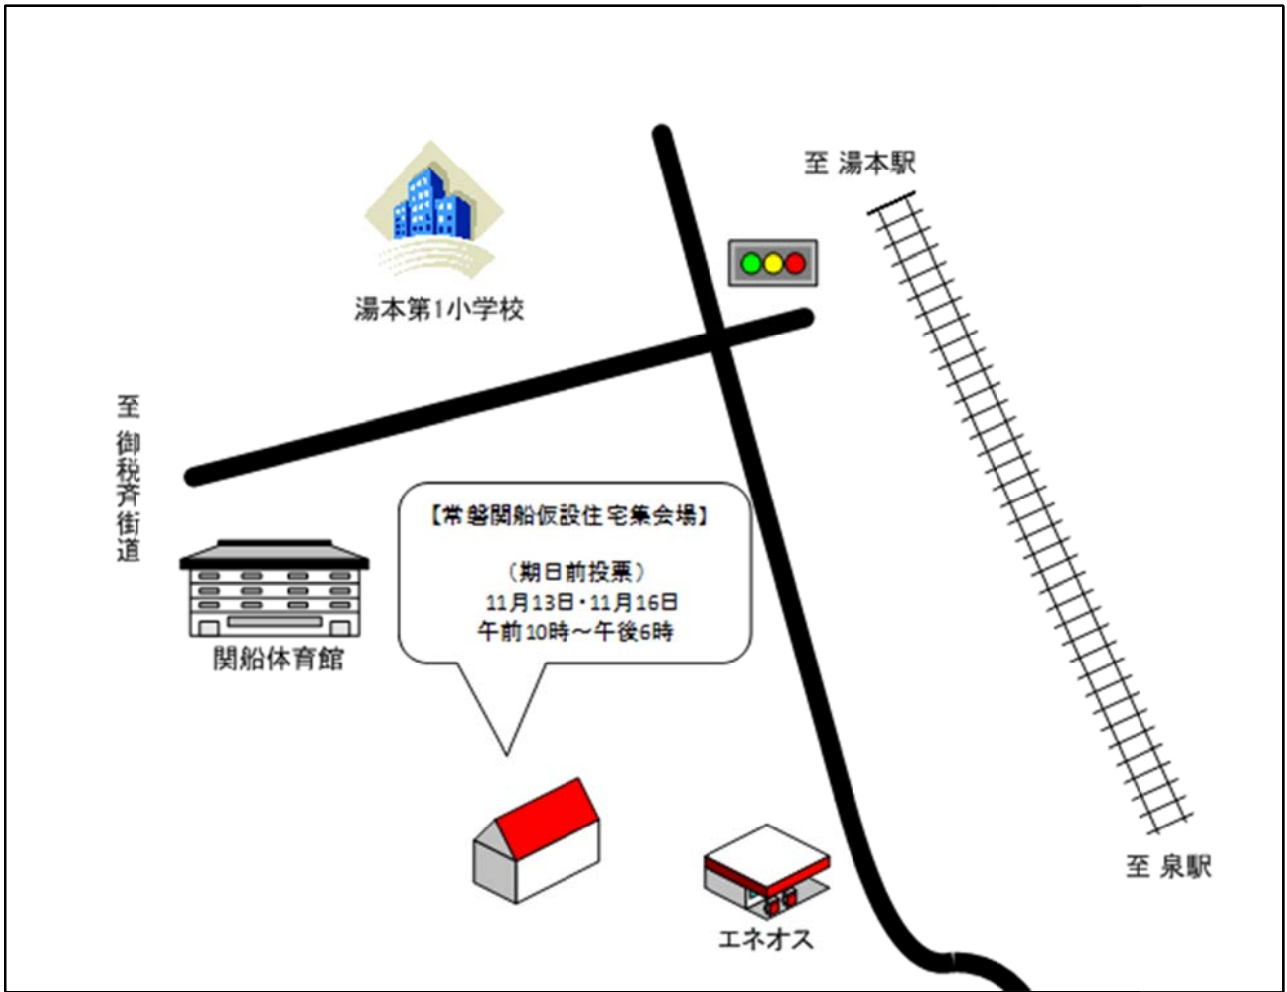 至 湯本駅
湯本第1小学校
至 御税斉街道
【常磐関船仮設住宅集会場】
（期日前投票）
11月13日・11月16日
午前10時～午後6時
関船体育館
至 泉駅
エネオス